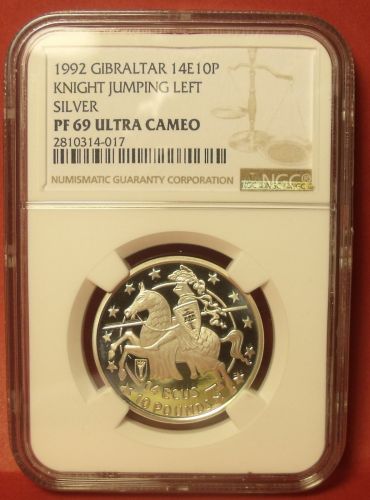 1992 GIBRALTAR 14E10P
KNIGHT JUMPING LEFT
SILVER
PF 69 ULTRA CAMEO
2810314-017
NUMISMATIC GUARANTY CORPORATION
NGC
14 ECUS
10 POUNDS